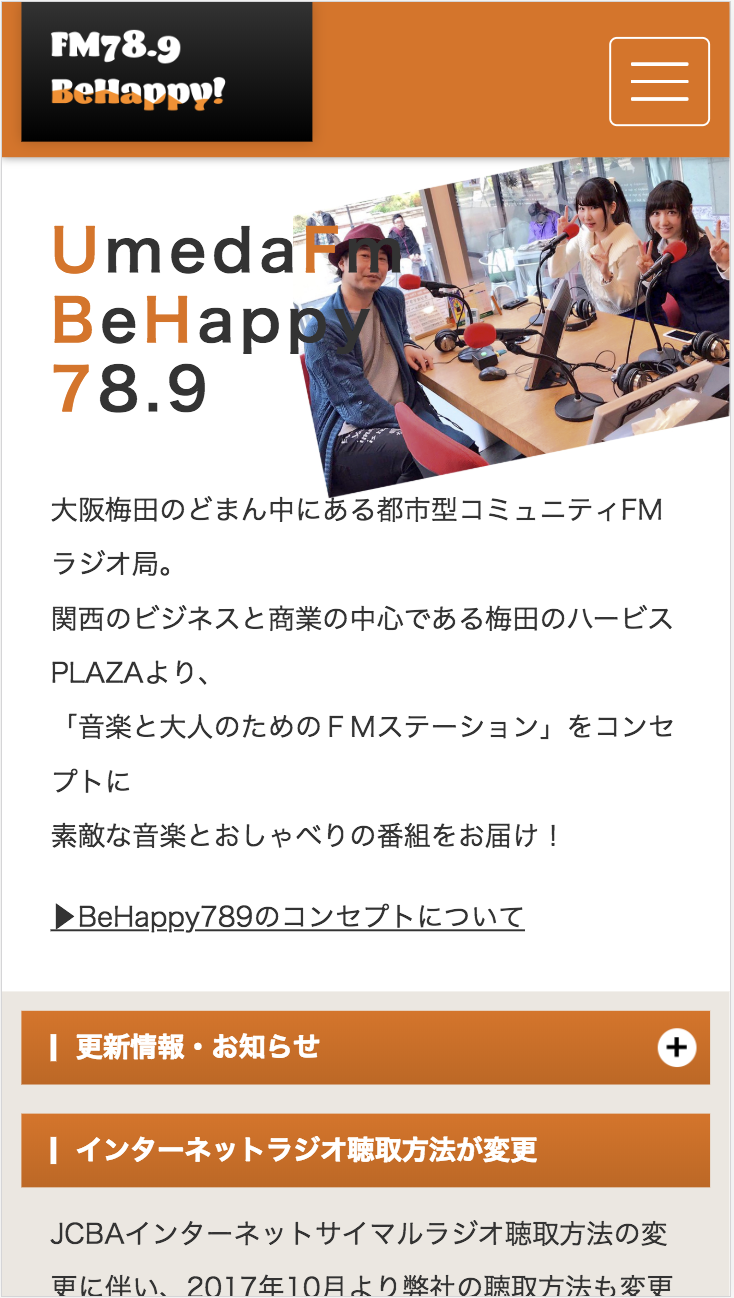 FM78.9
BeHappy!
UmedaFm
BeHappy
78.9
大阪梅田のどまん中にある都市型コミュニティFM
ラジオ局。
関西のビジネスと商業の中心である梅田のハービス
PLAZAより、
「音楽と大人のためのＦＭステーション」をコンセ
プトに
素敵な音楽とおしゃべりの番組をお届け！
▶BeHappy789のコンセプトについて
更新情報・お知らせ
インターネットラジオ聴取方法が変更
JCBAインターネットサイマルラジオ聴取方法の変
更に伴い、2017年10月より弊社の聴取方法も変更